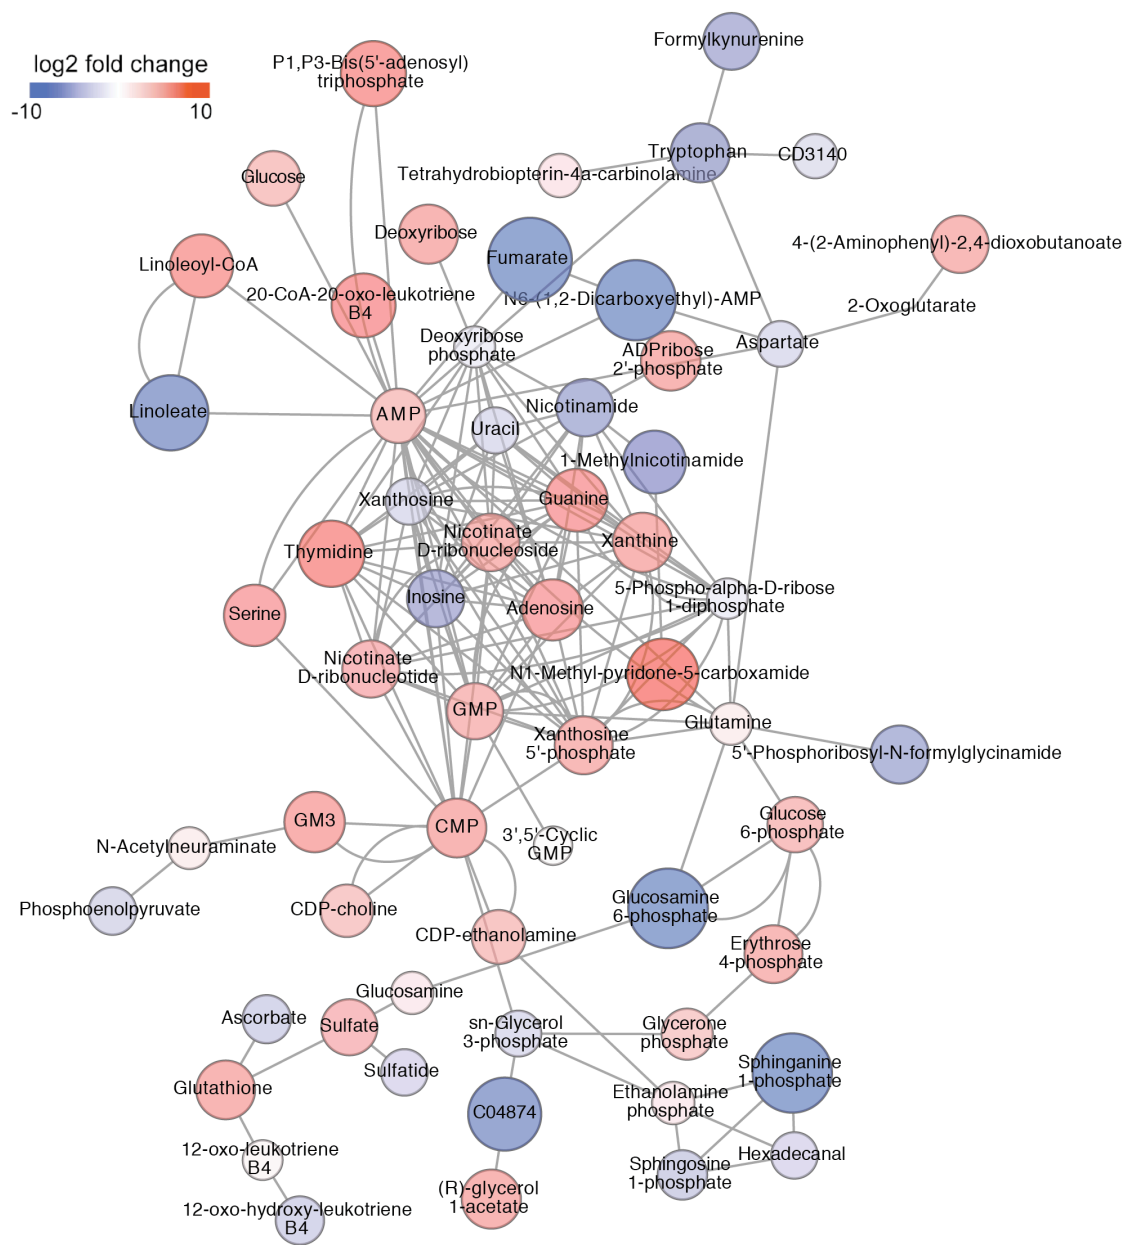 Formylkynurenine
log2 fold change
-10
10
P1,P3-Bis(5'-adenosyl)
triphosphate
Tryptophan
CD3140
Glucose
Tetrahydrobiopterin-4a-carbinolamine
Deoxyribose
4-(2-Aminophenyl)-2,4-dioxobutanoate
Fumarate
Linoleoyl-CoA
20-CoA-20-oxo-leukotriene
B4
N6-(1,2-Dicarboxyethyl)-AMP
2-Oxoglutarate
Deoxyribose
phosphate
Aspartate
ADPribose
2'-phosphate
Linoleate
AMP
Nicotinamide
Uracil
1-Methylnicotinamide
Xanthosine
Guanine
Nicotinate
D-ribonucleoside
Xanthine
Thymidine
5-Phospho-alpha-D-ribose
1-diphosphate
Inosine
Adenosine
Serine
Nicotinate
D-ribonucleotide
N1-Methyl-pyridone-5-carboxamide
GMP
Glutamine
Xanthosine
5'-phosphate
5'-Phosphoribosyl-N-formylglycinamide
GM3
CMP
Glucose
6-phosphate
3',5'-Cyclic
GMP
N-Acetylneuraminate
Phosphoenolpyruvate
CDP-choline
Glucosamine
6-phosphate
CDP-ethanolamine
Erythrose
4-phosphate
Glucosamine
Ascorbate
Sulfate
sn-Glycerol
3-phosphate
Glycerone
phosphate
Sulfatide
Sphinganine
1-phosphate
Glutathione
Ethanolamine
phosphate
C04874
12-oxo-leukotriene
B4
Hexadecanal
Sphingosine
1-phosphate
(R)-glycerol
1-acetate
12-oxo-hydroxy-leukotriene
B4